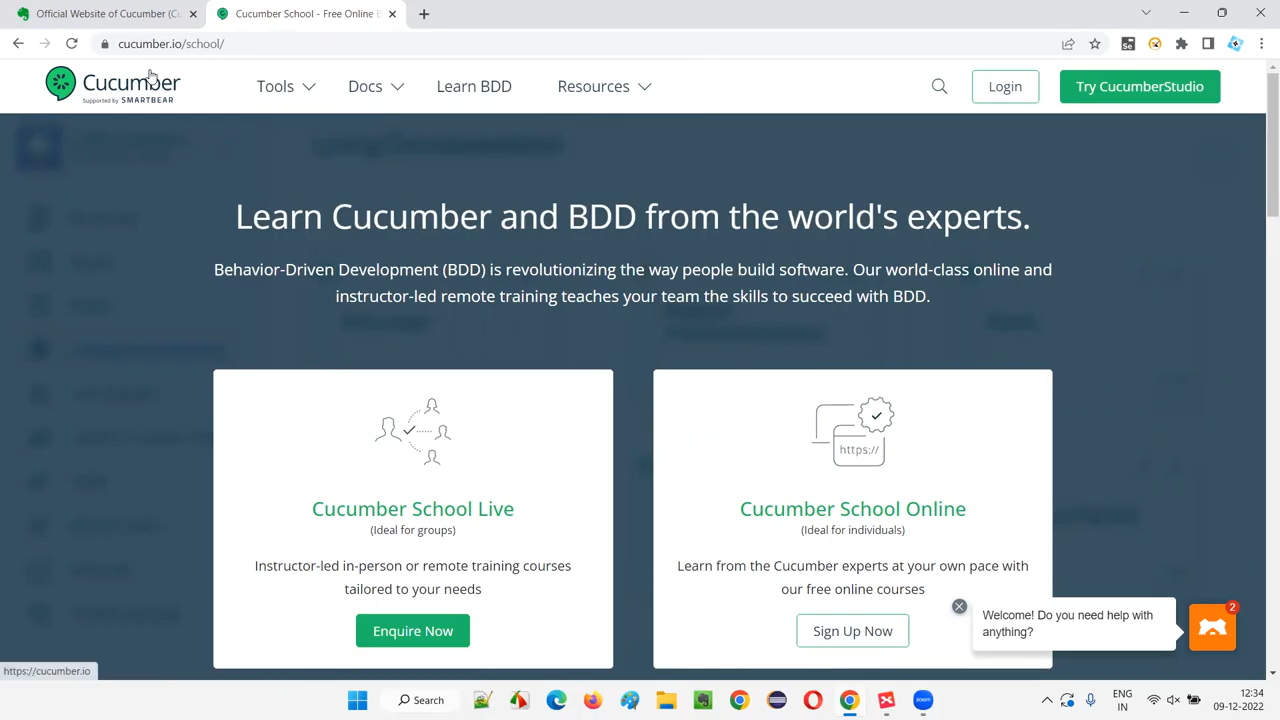 Official Website of Cucumber (Cu
Cucumber School - Free Online B
cucumber.io/school/
Cucumber
Supported by SMARTBEAR
Tools
Docs
Learn BDD
Resources
Login
Try CucumberStudio
Learn Cucumber and BDD from the world's experts.
Behavior-Driven Development (BDD) is revolutionizing the way people build software. Our world-class online and
instructor-led remote training teaches your team the skills to succeed with BDD.
https://
Cucumber School Live
(Ideal for groups)
Instructor-led in-person or remote training courses
tailored to your needs
Enquire Now
Cucumber School Online
(Ideal for individuals)
Learn from the Cucumber experts at your own pace with
our free online courses
Sign Up Now
Welcome! Do you need help with
anything?
2
https://cucumber.io
Search
ENG
IN
12:34
09-12-2022